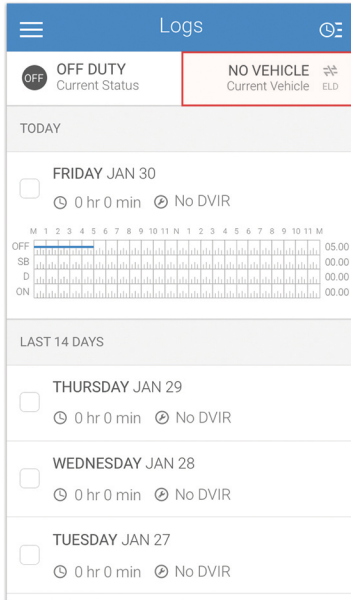 Logs
OFF
OFF DUTY
Current Status
NO VEHICLE
Current Vehicle
ELD
TODAY
FRIDAY JAN 30
0 hr 0 min No DVIR
M 1 2 3 4 5 6 7 8 9 10 11 N 1 2 3 4 5 6 7 8 9 10 11 M
OFF 05.00
SB 00.00
D 00.00
ON 00.00
LAST 14 DAYS
THURSDAY JAN 29
0 hr 0 min No DVIR
WEDNESDAY JAN 28
0 hr 0 min No DVIR
TUESDAY JAN 27
0 hr 0 min No DVIR